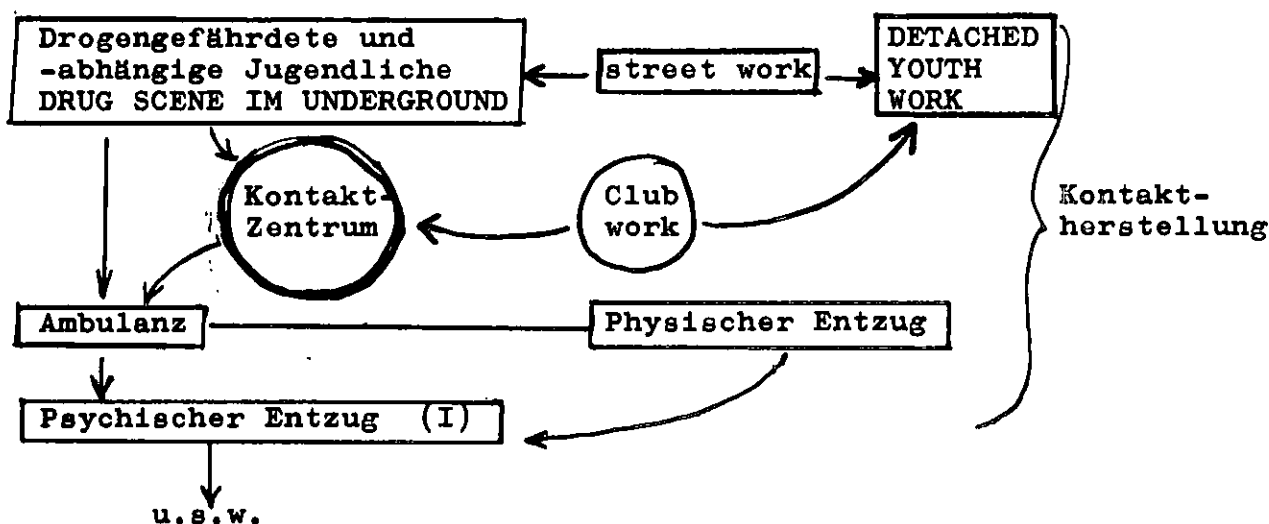 Drogengefährdete und
-abhängige Jugendliche
DRUG SCENE IM UNDERGROUND
street work
DETACHED
YOUTH
WORK
Kontakt-
Zentrum
Club
work
Kontakt-
herstellung
Ambulanz
Physischer Entzug
Psychischer Entzug (I)
u.s.w.